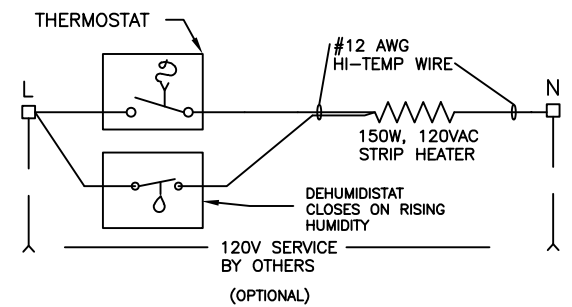 THERMOSTAT
#12 AWG
HI-TEMP WIRE
L
N
150W, 120VAC
STRIP HEATER
DEHUMIDISTAT
CLOSES ON RISING
HUMIDITY
120V SERVICE
BY OTHERS
(OPTIONAL)